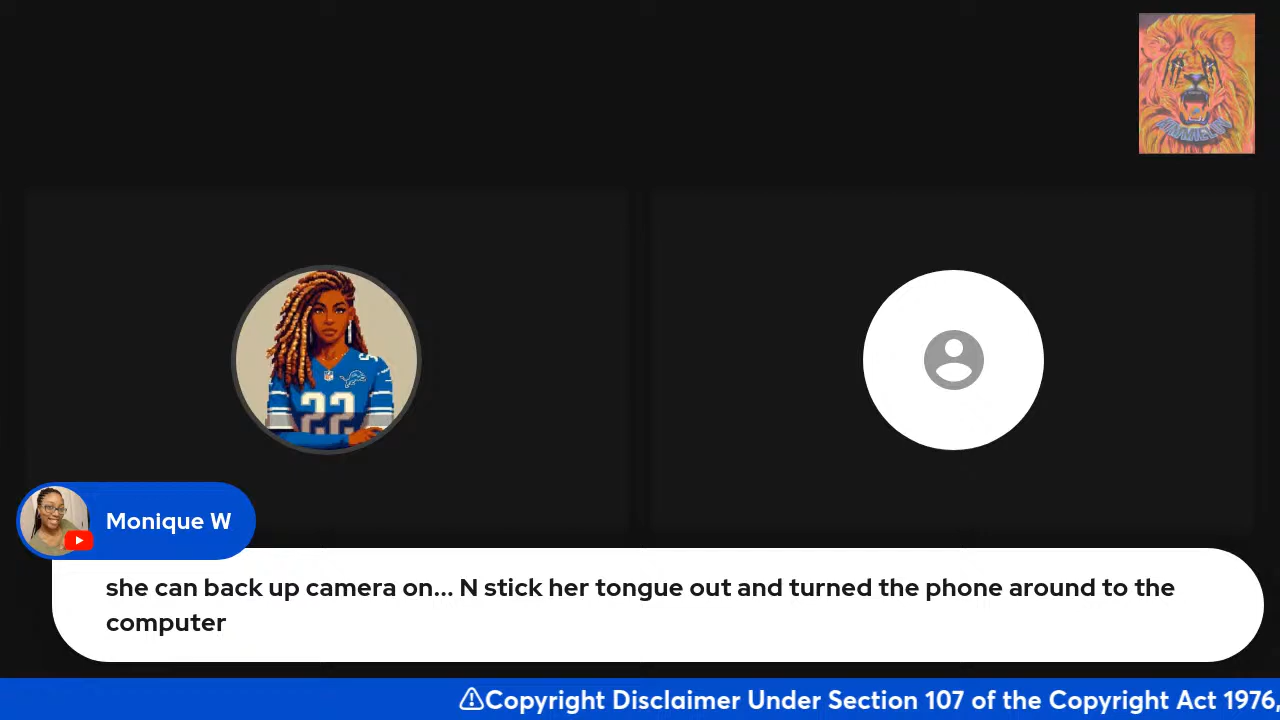 22
Monique W
she can back up camera on... N stick her tongue out and turned the phone around to the
computer
⚠Copyright Disclaimer Under Section 107 of the Copyright Act 1976,